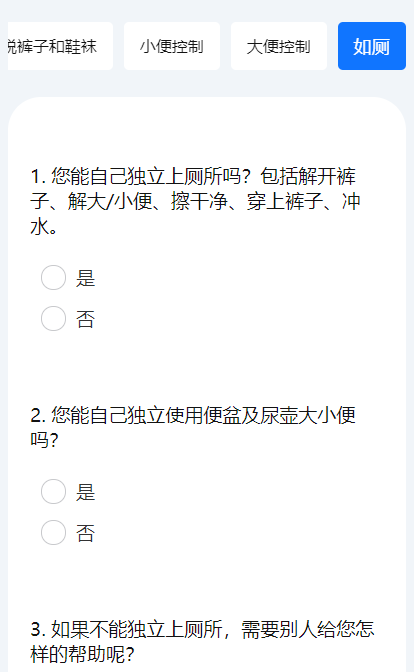 脱裤子和鞋袜 小便控制 大便控制 如厕
1. 您能自己独立上厕所吗？包括解开裤
子、解大/小便、擦干净、穿上裤子、冲
水。
是
否
2. 您能自己独立使用便盆及尿壶大小便
吗？
是
否
3. 如果不能独立上厕所，需要别人给您怎
样的帮助呢？